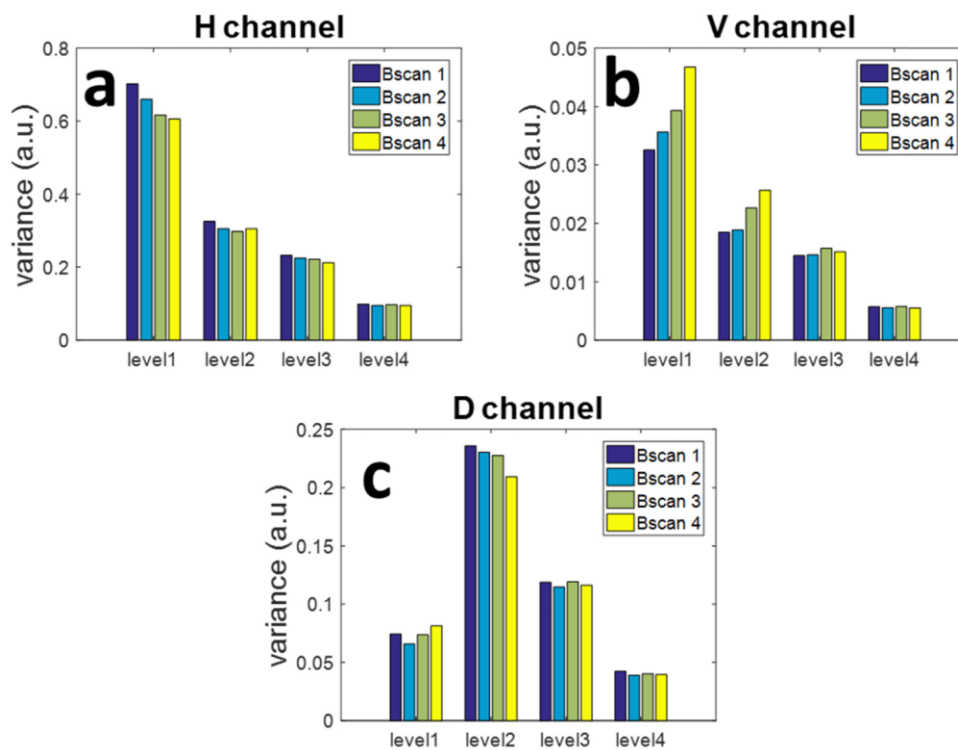 H channel
a
variance (a.u.)
0.8
0.6
0.4
0.2
0
level1 level2 level3 level4
Bscan 1
Bscan 2
Bscan 3
Bscan 4
V channel
b
variance (a.u.)
0.05
0.04
0.03
0.02
0.01
0
level1 level2 level3 level4
Bscan 1
Bscan 2
Bscan 3
Bscan 4
D channel
c
variance (a.u.)
0.25
0.2
0.15
0.1
0.05
0
level1 level2 level3 level4
Bscan 1
Bscan 2
Bscan 3
Bscan 4